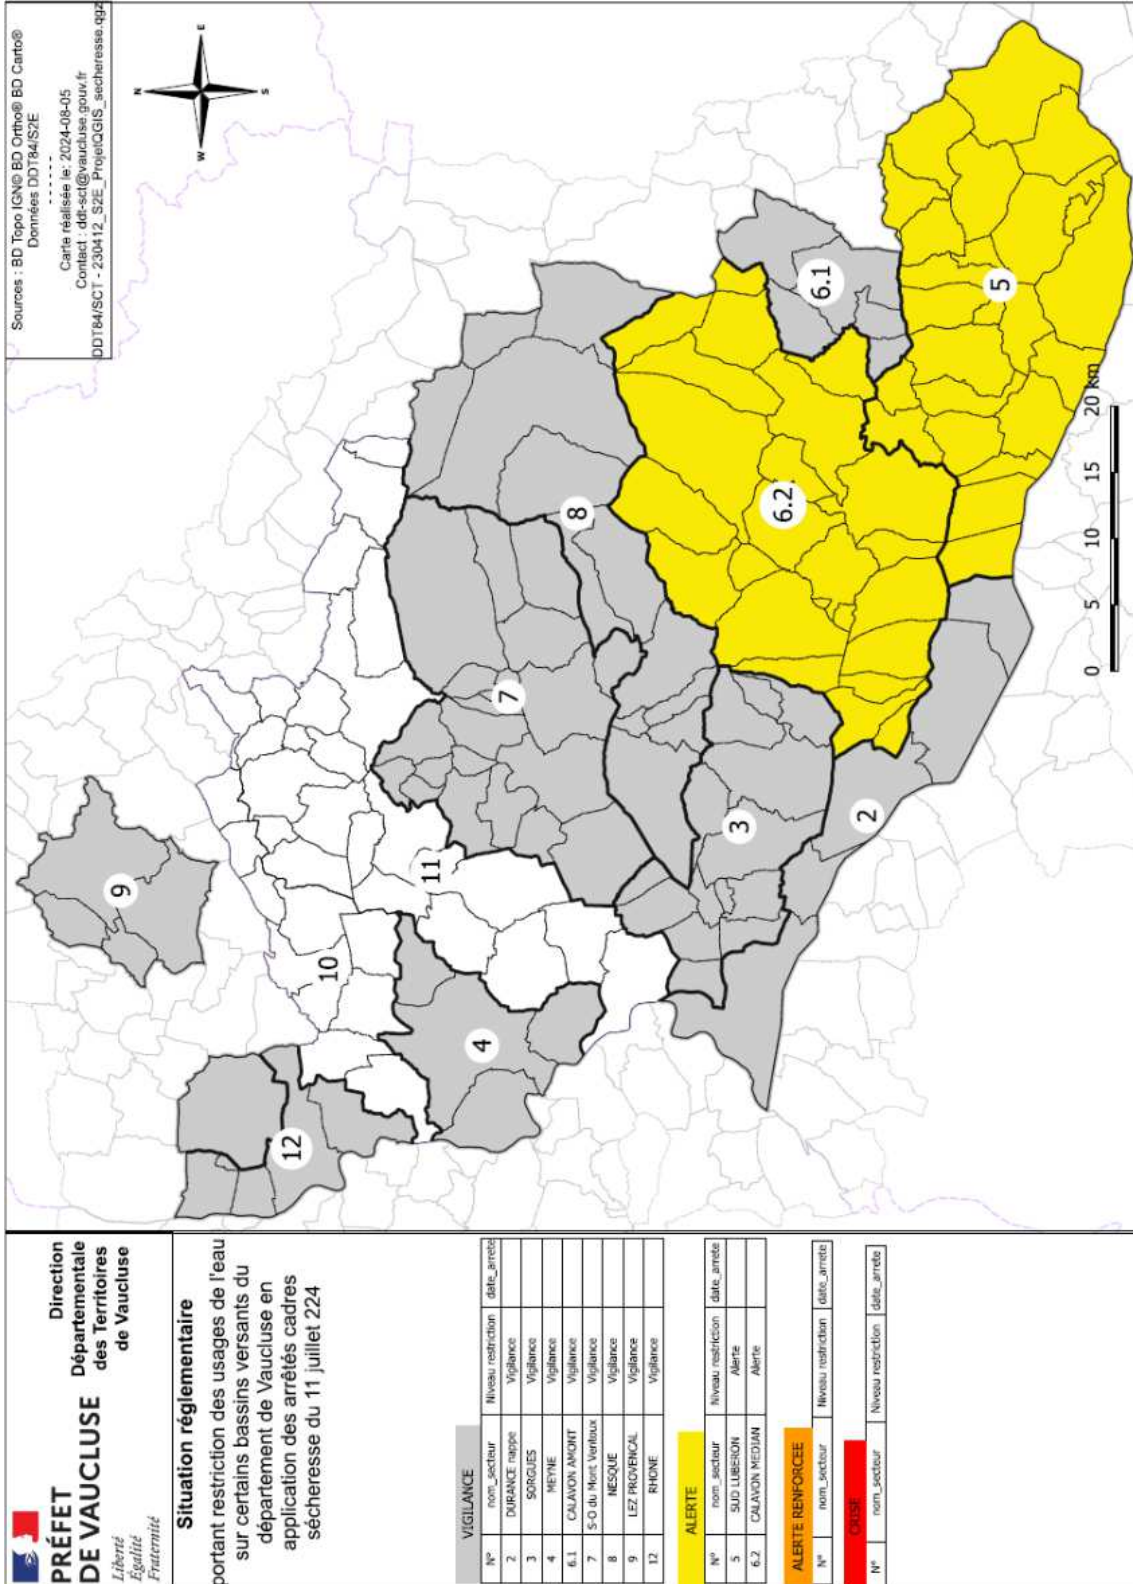 PRÉFET
DE VAUCLUSE
Liberté
Égalité
Fraternité
Direction
Départementale
des Territoires
de Vaucluse
Situation réglementaire
portant restriction des usages de l'eau
sur certains bassins versants du
département de Vaucluse en
application des arrêtés cadres
sécheresse du 11 juillet 224
VIGILANCE
N° nom_secteur Niveau restriction date_arrete
2 DURANCE nappe Vigilance
3 SORGUES Vigilance
4 MEYNE Vigilance
6.1 CALAVON AMONT Vigilance
7 S-O du Mont Ventoux Vigilance
8 NESQUE Vigilance
9 LEZ PROVENCAL Vigilance
12 RHONE Vigilance
ALERTE
N° nom_secteur Niveau restriction date_arrete
5 SUD LUBERON Alerte
6.2 CALAVON MEDIAN Alerte
ALERTE RENFORCEE
N° nom_secteur Niveau restriction date_arrete
CRISE
N° nom_secteur Niveau restriction date_arrete
Sources : BD Topo IGN® BD Ortho® BD Carto®
Données DDT84/S2E
-----
Carte réalisée le: 2024-08-05
Contact : ddt-sct@vaucluse.gouv.fr
DDT84/SCT - 230412_S2E_ProjetQGIS_secheresse.qgz
N
W E
S
12
9
10
4
11
7
8
3
2
6.2
6.1
5
0 5 10 15 20 km